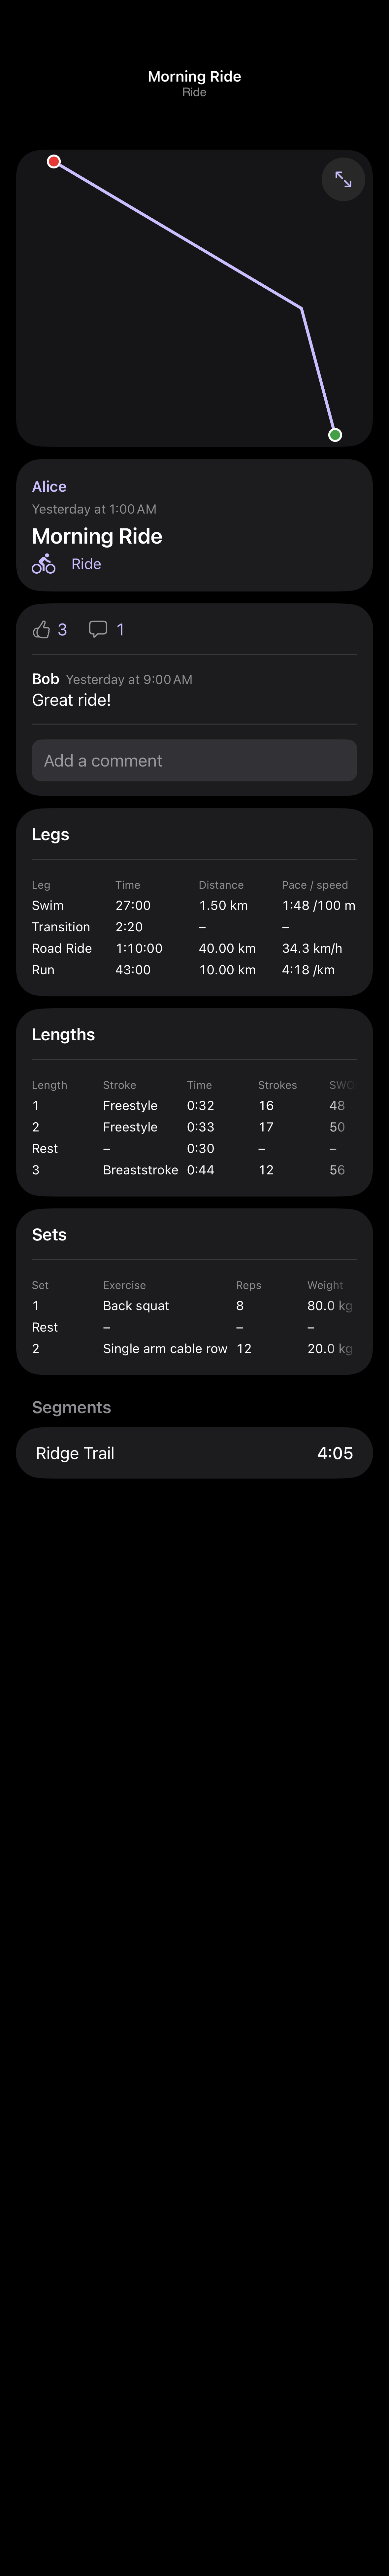 Morning Ride
Ride
Alice
Yesterday at 1:00 AM
Morning Ride
Ride
3 1
Bob Yesterday at 9:00 AM
Great ride!
Add a comment
Legs
Leg Time Distance Pace / speed
Swim 27:00 1.50 km 1:48 /100 m
Transition 2:20 – –
Road Ride 1:10:00 40.00 km 34.3 km/h
Run 43:00 10.00 km 4:18 /km
Lengths
Length Stroke Time Strokes SWO
1 Freestyle 0:32 16 48
2 Freestyle 0:33 17 50
Rest – 0:30 – –
3 Breaststroke 0:44 12 56
Sets
Set Exercise Reps Weight
1 Back squat 8 80.0 kg
Rest – – –
2 Single arm cable row 12 20.0 kg
Segments
Ridge Trail 4:05